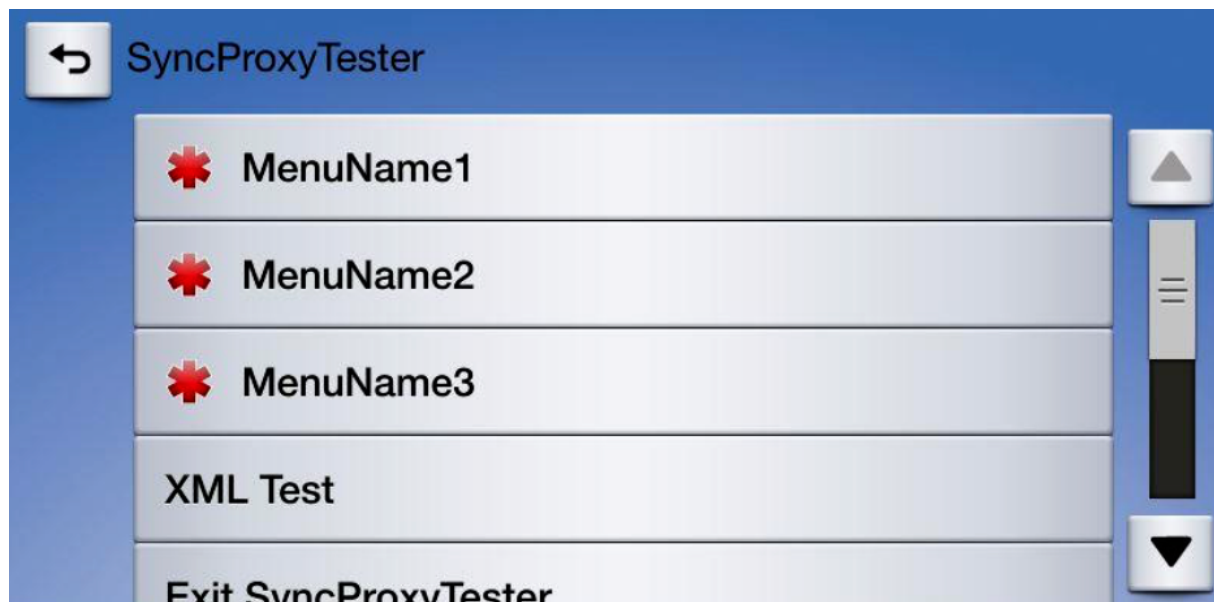 SyncProxyTester
MenuName1
MenuName2
MenuName3
XML Test
Exit SyncProxyTester